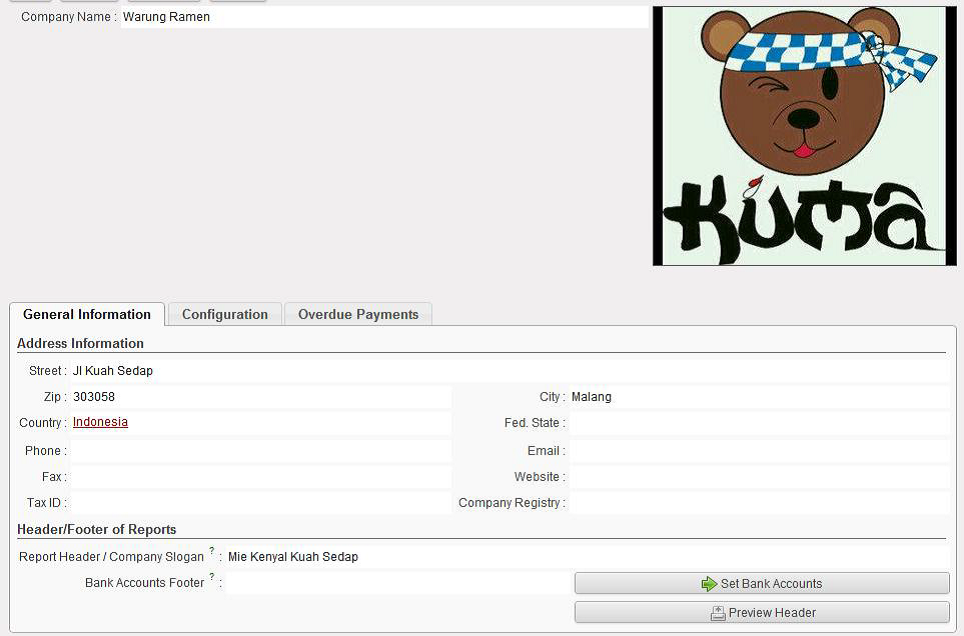 Company Name : Warung Ramen
KUMA
General Information
Configuration
Overdue Payments
Address Information
Street : Jl Kuah Sedap
Zip : 303058
City : Malang
Country : Indonesia
Fed. State :
Phone :
Email :
Fax :
Website :
Tax ID :
Company Registry :
Header/Footer of Reports
Report Header / Company Slogan ? : Mie Kenyal Kuah Sedap
Bank Accounts Footer ? :
Set Bank Accounts
Preview Header